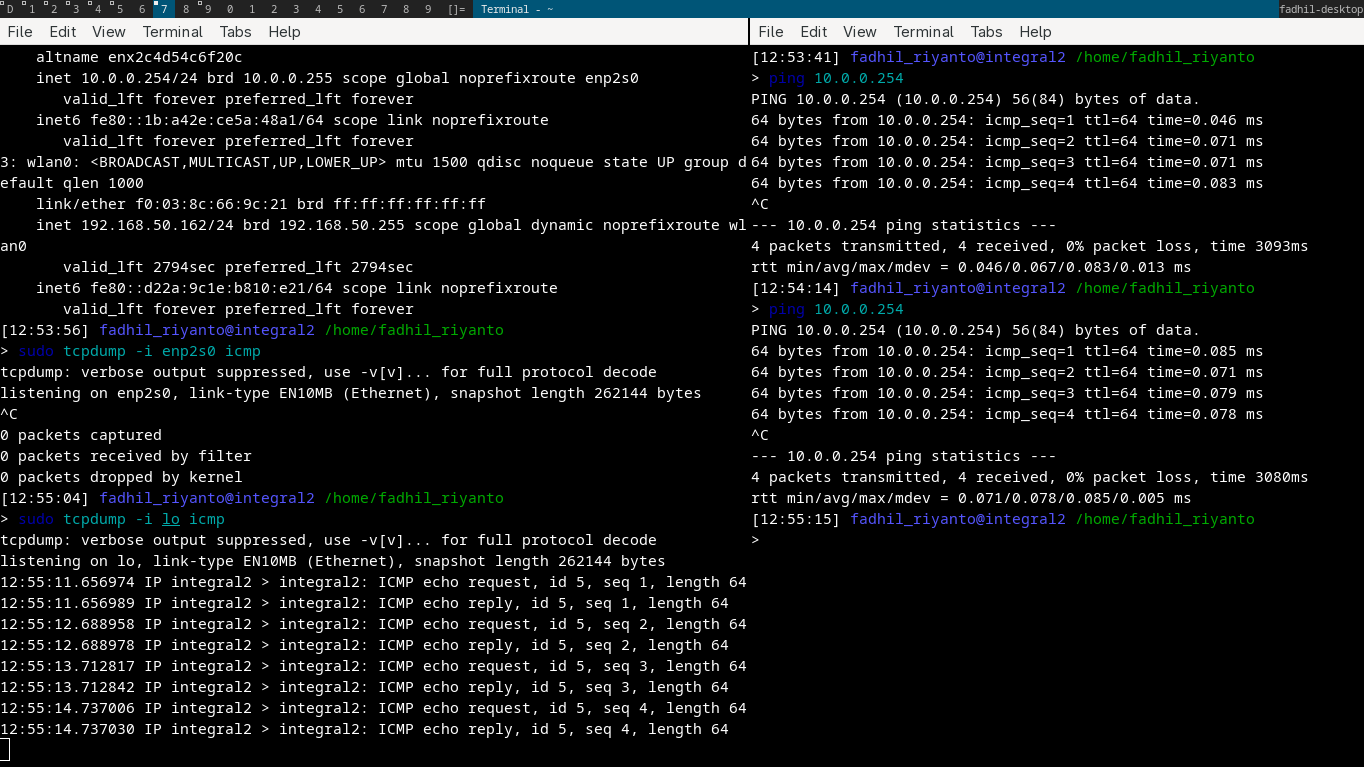 D 1 2 3 4 5 6 7 8 9 0 1 2 3 4 5 6 7 8 9 []= Terminal - ~ fadhil-desktop
File Edit View Terminal Tabs Help
    altname enx2c4d54c6f20c
    inet 10.0.0.254/24 brd 10.0.0.255 scope global noprefixroute enp2s0
       valid_lft forever preferred_lft forever
    inet6 fe80::1b:a42e:ce5a:48a1/64 scope link noprefixroute
       valid_lft forever preferred_lft forever
3: wlan0: <BROADCAST,MULTICAST,UP,LOWER_UP> mtu 1500 qdisc noqueue state UP group d
efault qlen 1000
    link/ether f0:03:8c:66:9c:21 brd ff:ff:ff:ff:ff:ff
    inet 192.168.50.162/24 brd 192.168.50.255 scope global dynamic noprefixroute wl
an0
       valid_lft 2794sec preferred_lft 2794sec
    inet6 fe80::d22a:9c1e:b810:e21/64 scope link noprefixroute
       valid_lft forever preferred_lft forever
[12:53:56] fadhil_riyanto@integral2 /home/fadhil_riyanto
> sudo tcpdump -i enp2s0 icmp
tcpdump: verbose output suppressed, use -v[v]... for full protocol decode
listening on enp2s0, link-type EN10MB (Ethernet), snapshot length 262144 bytes
^C
0 packets captured
0 packets received by filter
0 packets dropped by kernel
[12:55:04] fadhil_riyanto@integral2 /home/fadhil_riyanto
> sudo tcpdump -i lo icmp
tcpdump: verbose output suppressed, use -v[v]... for full protocol decode
listening on lo, link-type EN10MB (Ethernet), snapshot length 262144 bytes
12:55:11.656974 IP integral2 > integral2: ICMP echo request, id 5, seq 1, length 64
12:55:11.656989 IP integral2 > integral2: ICMP echo reply, id 5, seq 1, length 64
12:55:12.688958 IP integral2 > integral2: ICMP echo request, id 5, seq 2, length 64
12:55:12.688978 IP integral2 > integral2: ICMP echo reply, id 5, seq 2, length 64
12:55:13.712817 IP integral2 > integral2: ICMP echo request, id 5, seq 3, length 64
12:55:13.712842 IP integral2 > integral2: ICMP echo reply, id 5, seq 3, length 64
12:55:14.737006 IP integral2 > integral2: ICMP echo request, id 5, seq 4, length 64
12:55:14.737030 IP integral2 > integral2: ICMP echo reply, id 5, seq 4, length 64
File Edit View Terminal Tabs Help
[12:53:41] fadhil_riyanto@integral2 /home/fadhil_riyanto
> ping 10.0.0.254
PING 10.0.0.254 (10.0.0.254) 56(84) bytes of data.
64 bytes from 10.0.0.254: icmp_seq=1 ttl=64 time=0.046 ms
64 bytes from 10.0.0.254: icmp_seq=2 ttl=64 time=0.071 ms
64 bytes from 10.0.0.254: icmp_seq=3 ttl=64 time=0.071 ms
64 bytes from 10.0.0.254: icmp_seq=4 ttl=64 time=0.083 ms
^C
--- 10.0.0.254 ping statistics ---
4 packets transmitted, 4 received, 0% packet loss, time 3093ms
rtt min/avg/max/mdev = 0.046/0.067/0.083/0.013 ms
[12:54:14] fadhil_riyanto@integral2 /home/fadhil_riyanto
> ping 10.0.0.254
PING 10.0.0.254 (10.0.0.254) 56(84) bytes of data.
64 bytes from 10.0.0.254: icmp_seq=1 ttl=64 time=0.085 ms
64 bytes from 10.0.0.254: icmp_seq=2 ttl=64 time=0.071 ms
64 bytes from 10.0.0.254: icmp_seq=3 ttl=64 time=0.079 ms
64 bytes from 10.0.0.254: icmp_seq=4 ttl=64 time=0.078 ms
^C
--- 10.0.0.254 ping statistics ---
4 packets transmitted, 4 received, 0% packet loss, time 3080ms
rtt min/avg/max/mdev = 0.071/0.078/0.085/0.005 ms
[12:55:15] fadhil_riyanto@integral2 /home/fadhil_riyanto
>